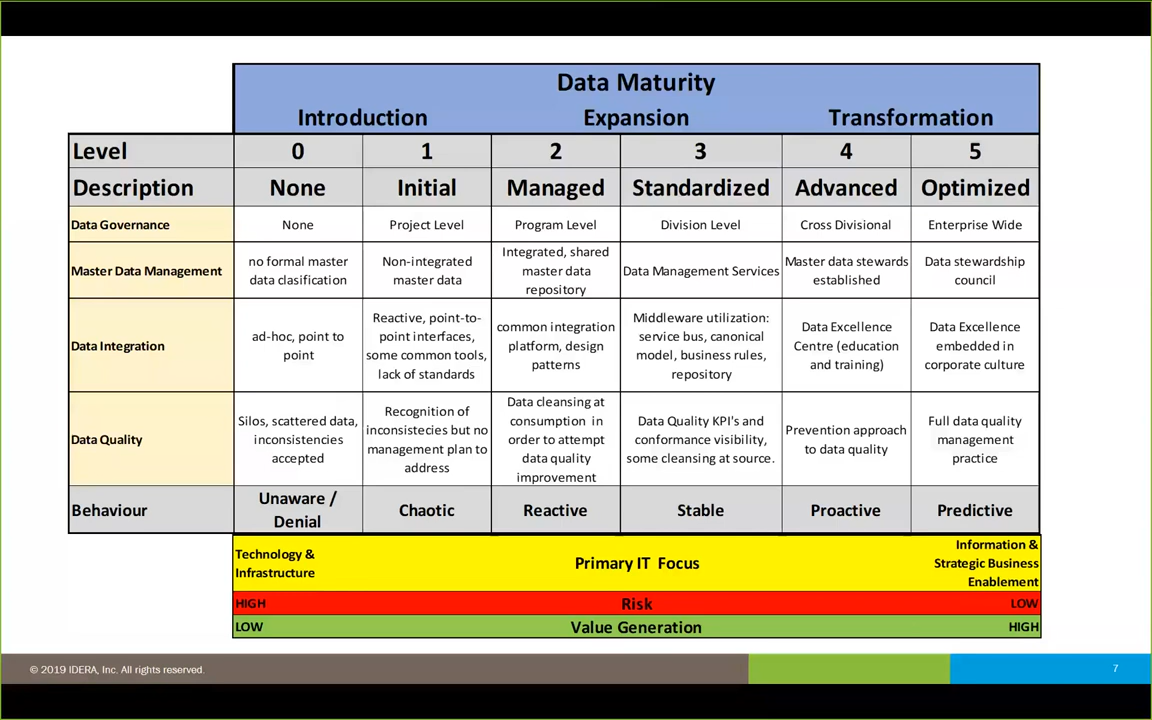 Data Maturity
Introduction Expansion Transformation
Level 0 1 2 3 4 5
Description None Initial Managed Standardized Advanced Optimized
Data Governance None Project Level Program Level Division Level Cross Divisional Enterprise Wide
Master Data Management
no formal master
data clasification
Non-integrated
master data
Integrated, shared
master data
repository
Data Management Services
Master data stewards
established
Data stewardship
council
Data Integration
ad-hoc, point to
point
Reactive, point-to-
point interfaces,
some common tools,
lack of standards
common integration
platform, design
patterns
Middleware utilization:
service bus, canonical
model, business rules,
repository
Data Excellence
Centre (education
and training)
Data Excellence
embedded in
corporate culture
Data Quality
Silos, scattered data,
inconsistencies
accepted
Recognition of
inconsistecies but no
management plan to
address
Data cleansing at
consumption in
order to attempt
data quality
improvement
Data Quality KPI's and
conformance visibility,
some cleansing at source.
Prevention approach
to data quality
Full data quality
management
practice
Behaviour
Unaware /
Denial
Chaotic
Reactive
Stable
Proactive
Predictive
Technology &
Infrastructure
Primary IT Focus
Information &
Strategic Business
Enablement
HIGH Risk LOW
LOW Value Generation HIGH
© 2019 IDERA, Inc. All rights reserved.
7